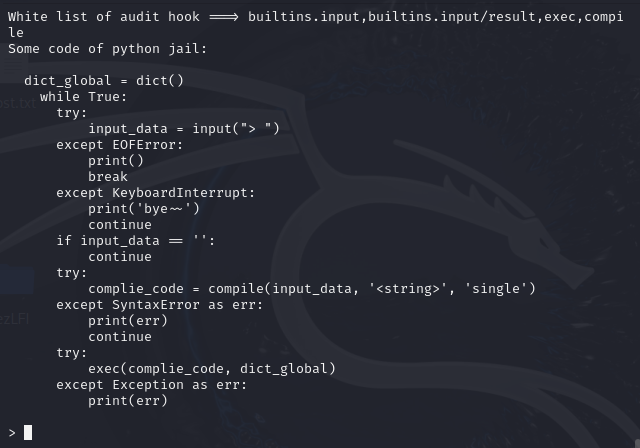 White list of audit hook ===> builtins.input,builtins.input/result,exec,compi
le
Some code of python jail:
  dict_global = dict()
    while True:
      try:
          input_data = input("> ")
      except EOFError:
          print()
          break
      except KeyboardInterrupt:
          print('bye~~')
          continue
      if input_data == '':
          continue
      try:
          complie_code = compile(input_data, '<string>', 'single')
      except SyntaxError as err:
          print(err)
          continue
      try:
          exec(complie_code, dict_global)
      except Exception as err:
          print(err)
>